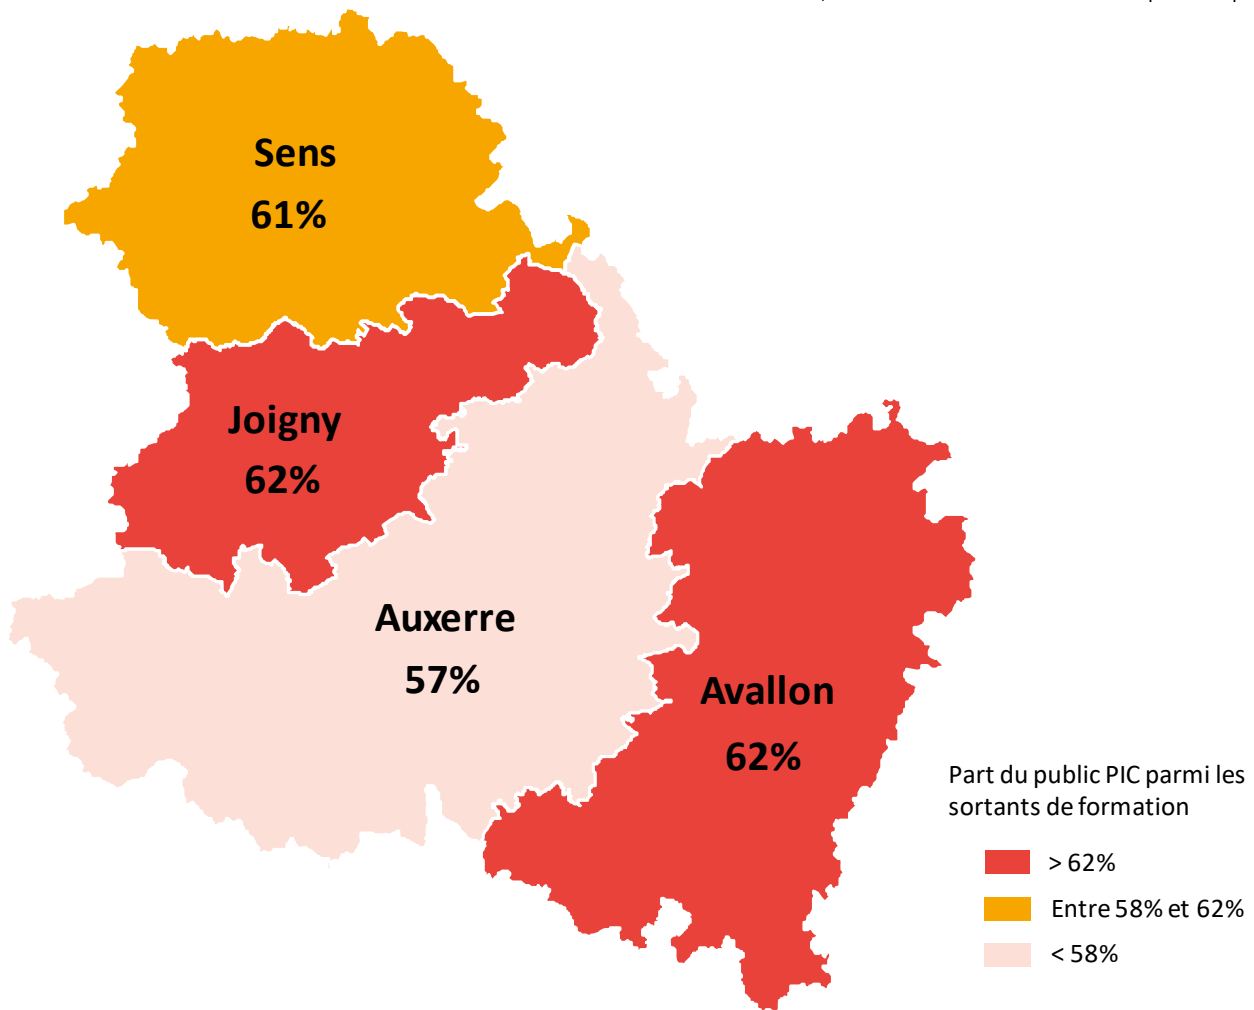 Sens
61%
Joigny
62%
Auxerre
57%
Avallon
62%
Part du public PIC parmi les
sortants de formation
> 62%
Entre 58% et 62%
< 58%